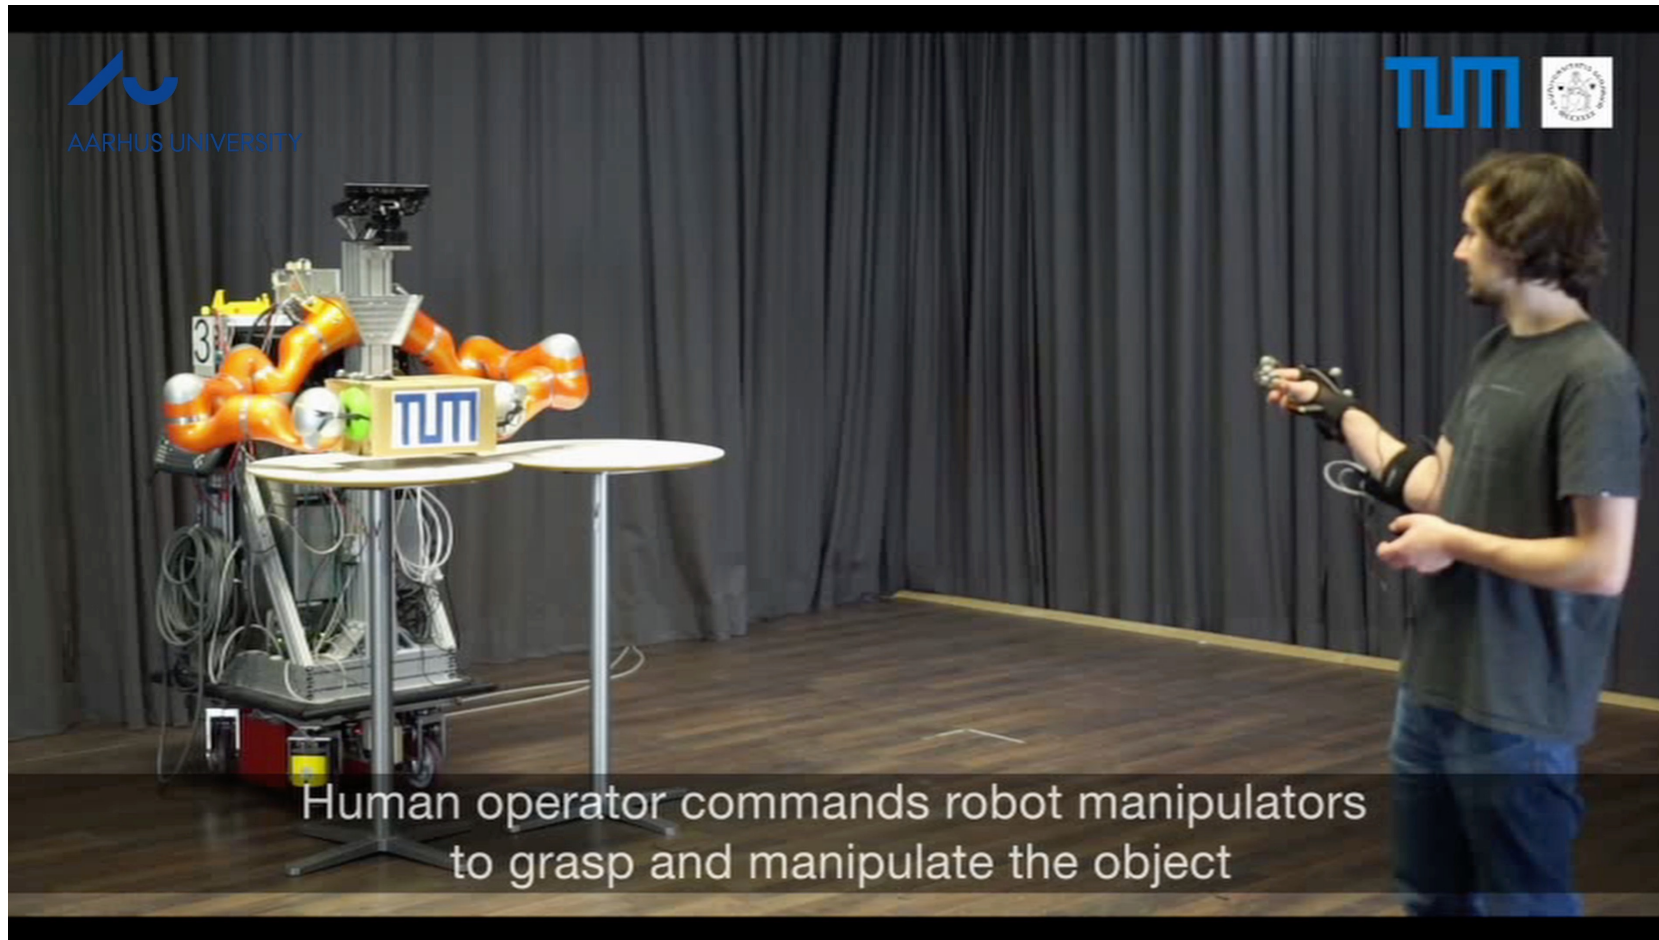 AARHUS UNIVERSITY
TUM
3
TUM
Human operator commands robot manipulators
to grasp and manipulate the object